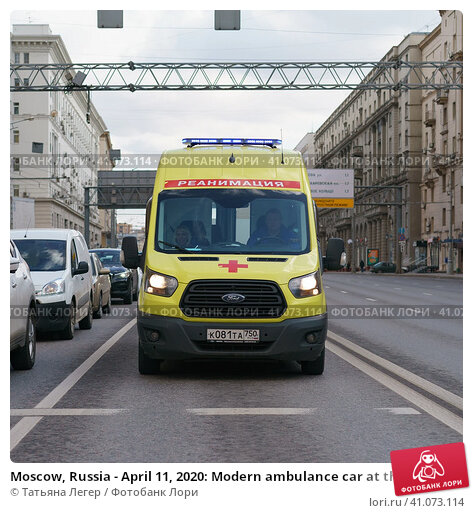 ФОТОБАНК ЛОРИ / 41.073.114
РЕАНИМАЦИЯ
К081ТА 750
Ford
Moscow, Russia - April 11, 2020: Modern ambulance car at th
© Татьяна Легер / Фотобанк Лори
ФОТОБАНК ЛОРИ
lori.ru/ 41.073.114